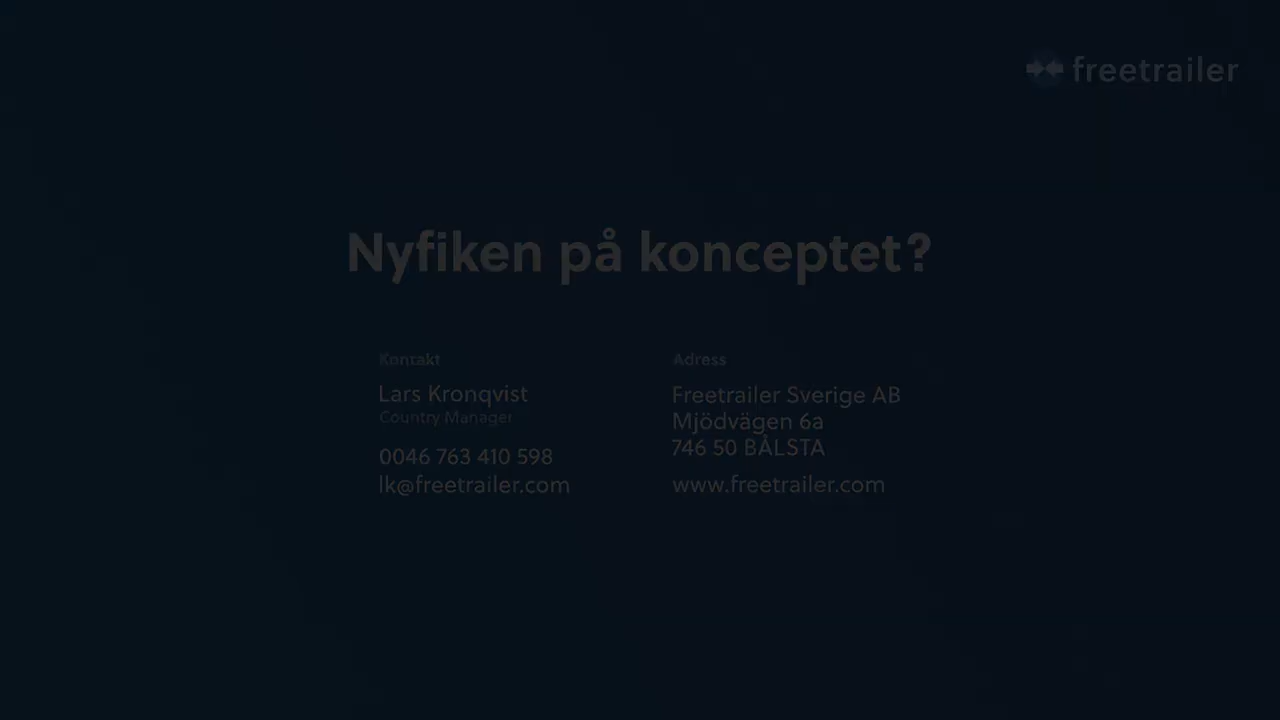 freetrailer
Nyfiken på konceptet?
Kontakt
Lars Kronqvist
Country Manager
0046 763 410 598
lk@freetrailer.com
Adress
Freetrailer Sverige AB
Mjödvägen 6a
746 50 BÅLSTA
www.freetrailer.com